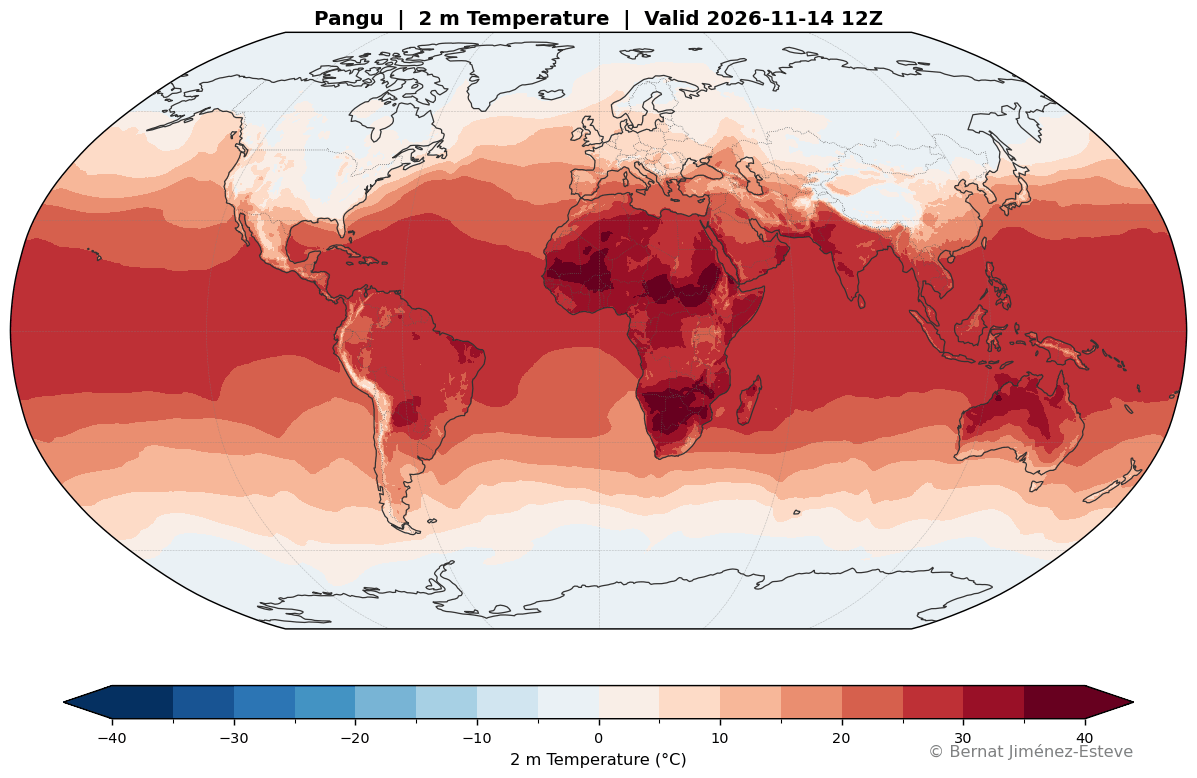 Pangu | 2 m Temperature | Valid 2026-11-14 12Z
−40 −30 −20 −10 0 10 20 30 40
2 m Temperature (°C)
© Bernat Jiménez-Esteve